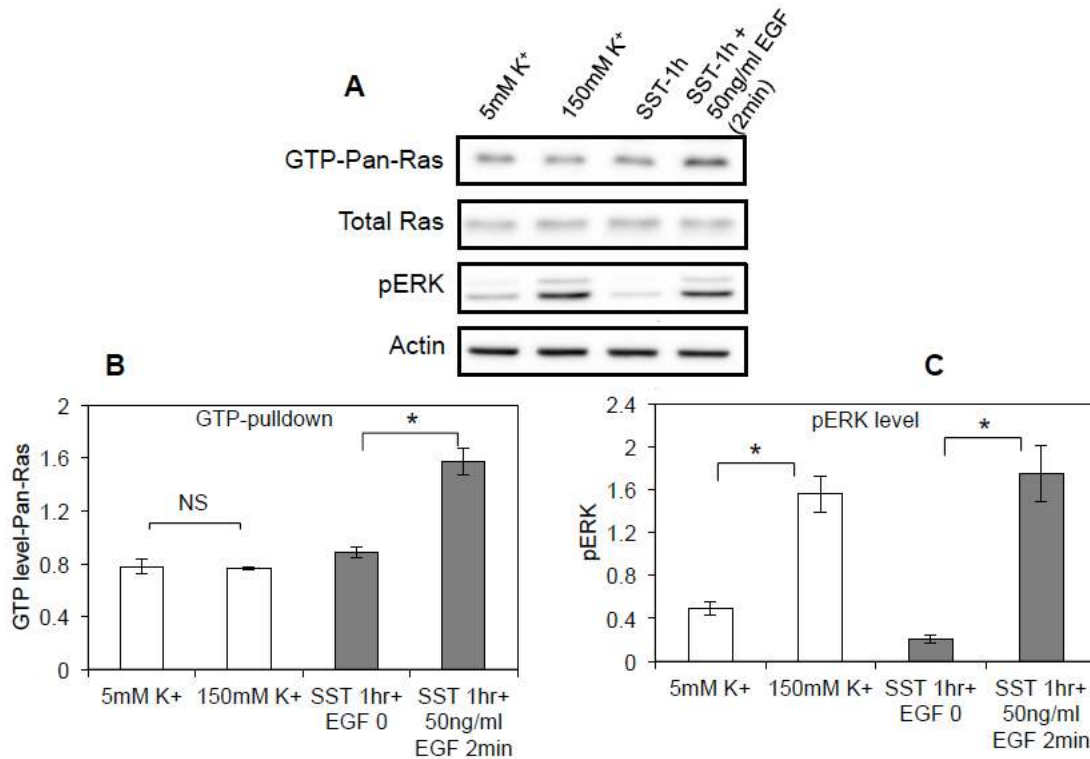 A
5mM K+
150mM K+
SST-1h
SST-1h +
50ng/ml EGF
(2min)
GTP-Pan-Ras
Total Ras
pERK
Actin
B
GTP-pulldown
GTP level-Pan-Ras
2
1.6
1.2
0.8
0.4
0
NS
*
5mM K+
150mM K+
SST 1hr+
EGF 0
SST 1hr+
50ng/ml
EGF 2min
C
pERK level
pERK
2.4
2
1.6
1.2
0.8
0.4
0
*
*
5mM K+
150mM K+
SST 1hr+
EGF 0
SST 1hr+
50ng/ml
EGF 2min